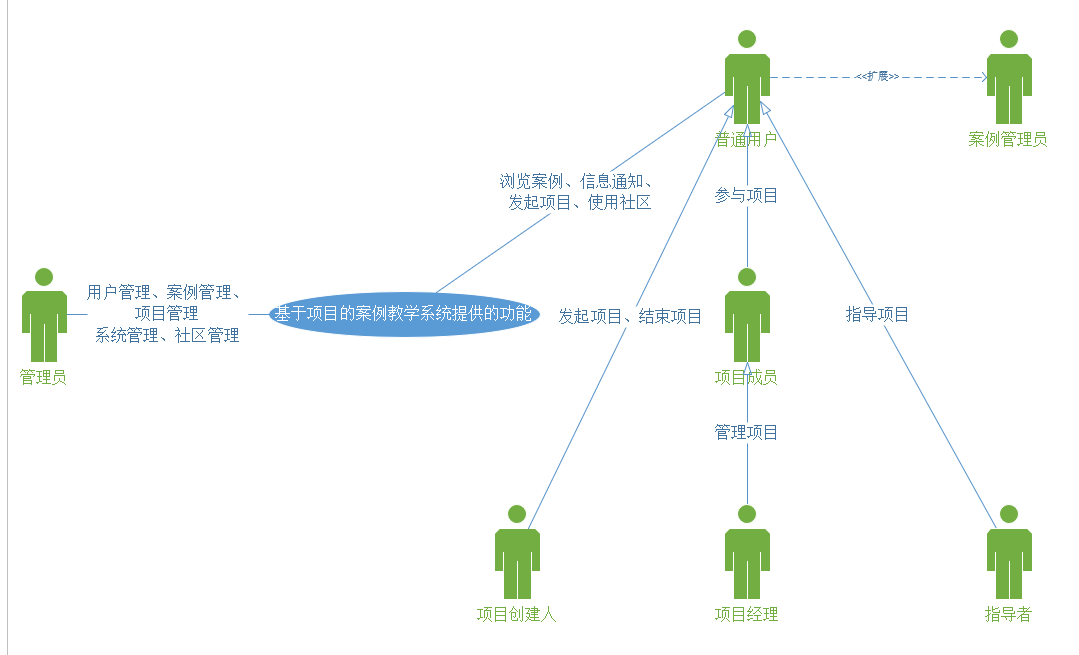 <<扩展>>
普通用户
案例管理员
浏览案例、信息通知、
发起项目、使用社区
参与项目
用户管理、案例管理、
项目管理
系统管理、社区管理
基于项目的案例教学系统提供的功能
发起项目、结束项目
指导项目
管理员
项目成员
管理项目
项目创建人
项目经理
指导者